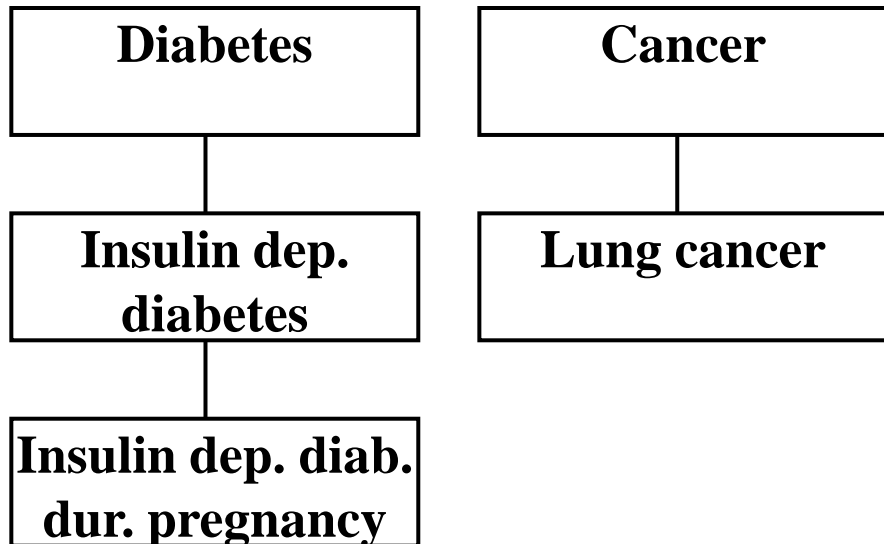 Diabetes
Cancer
Insulin dep.
diabetes
Lung cancer
Insulin dep. diab.
dur. pregnancy